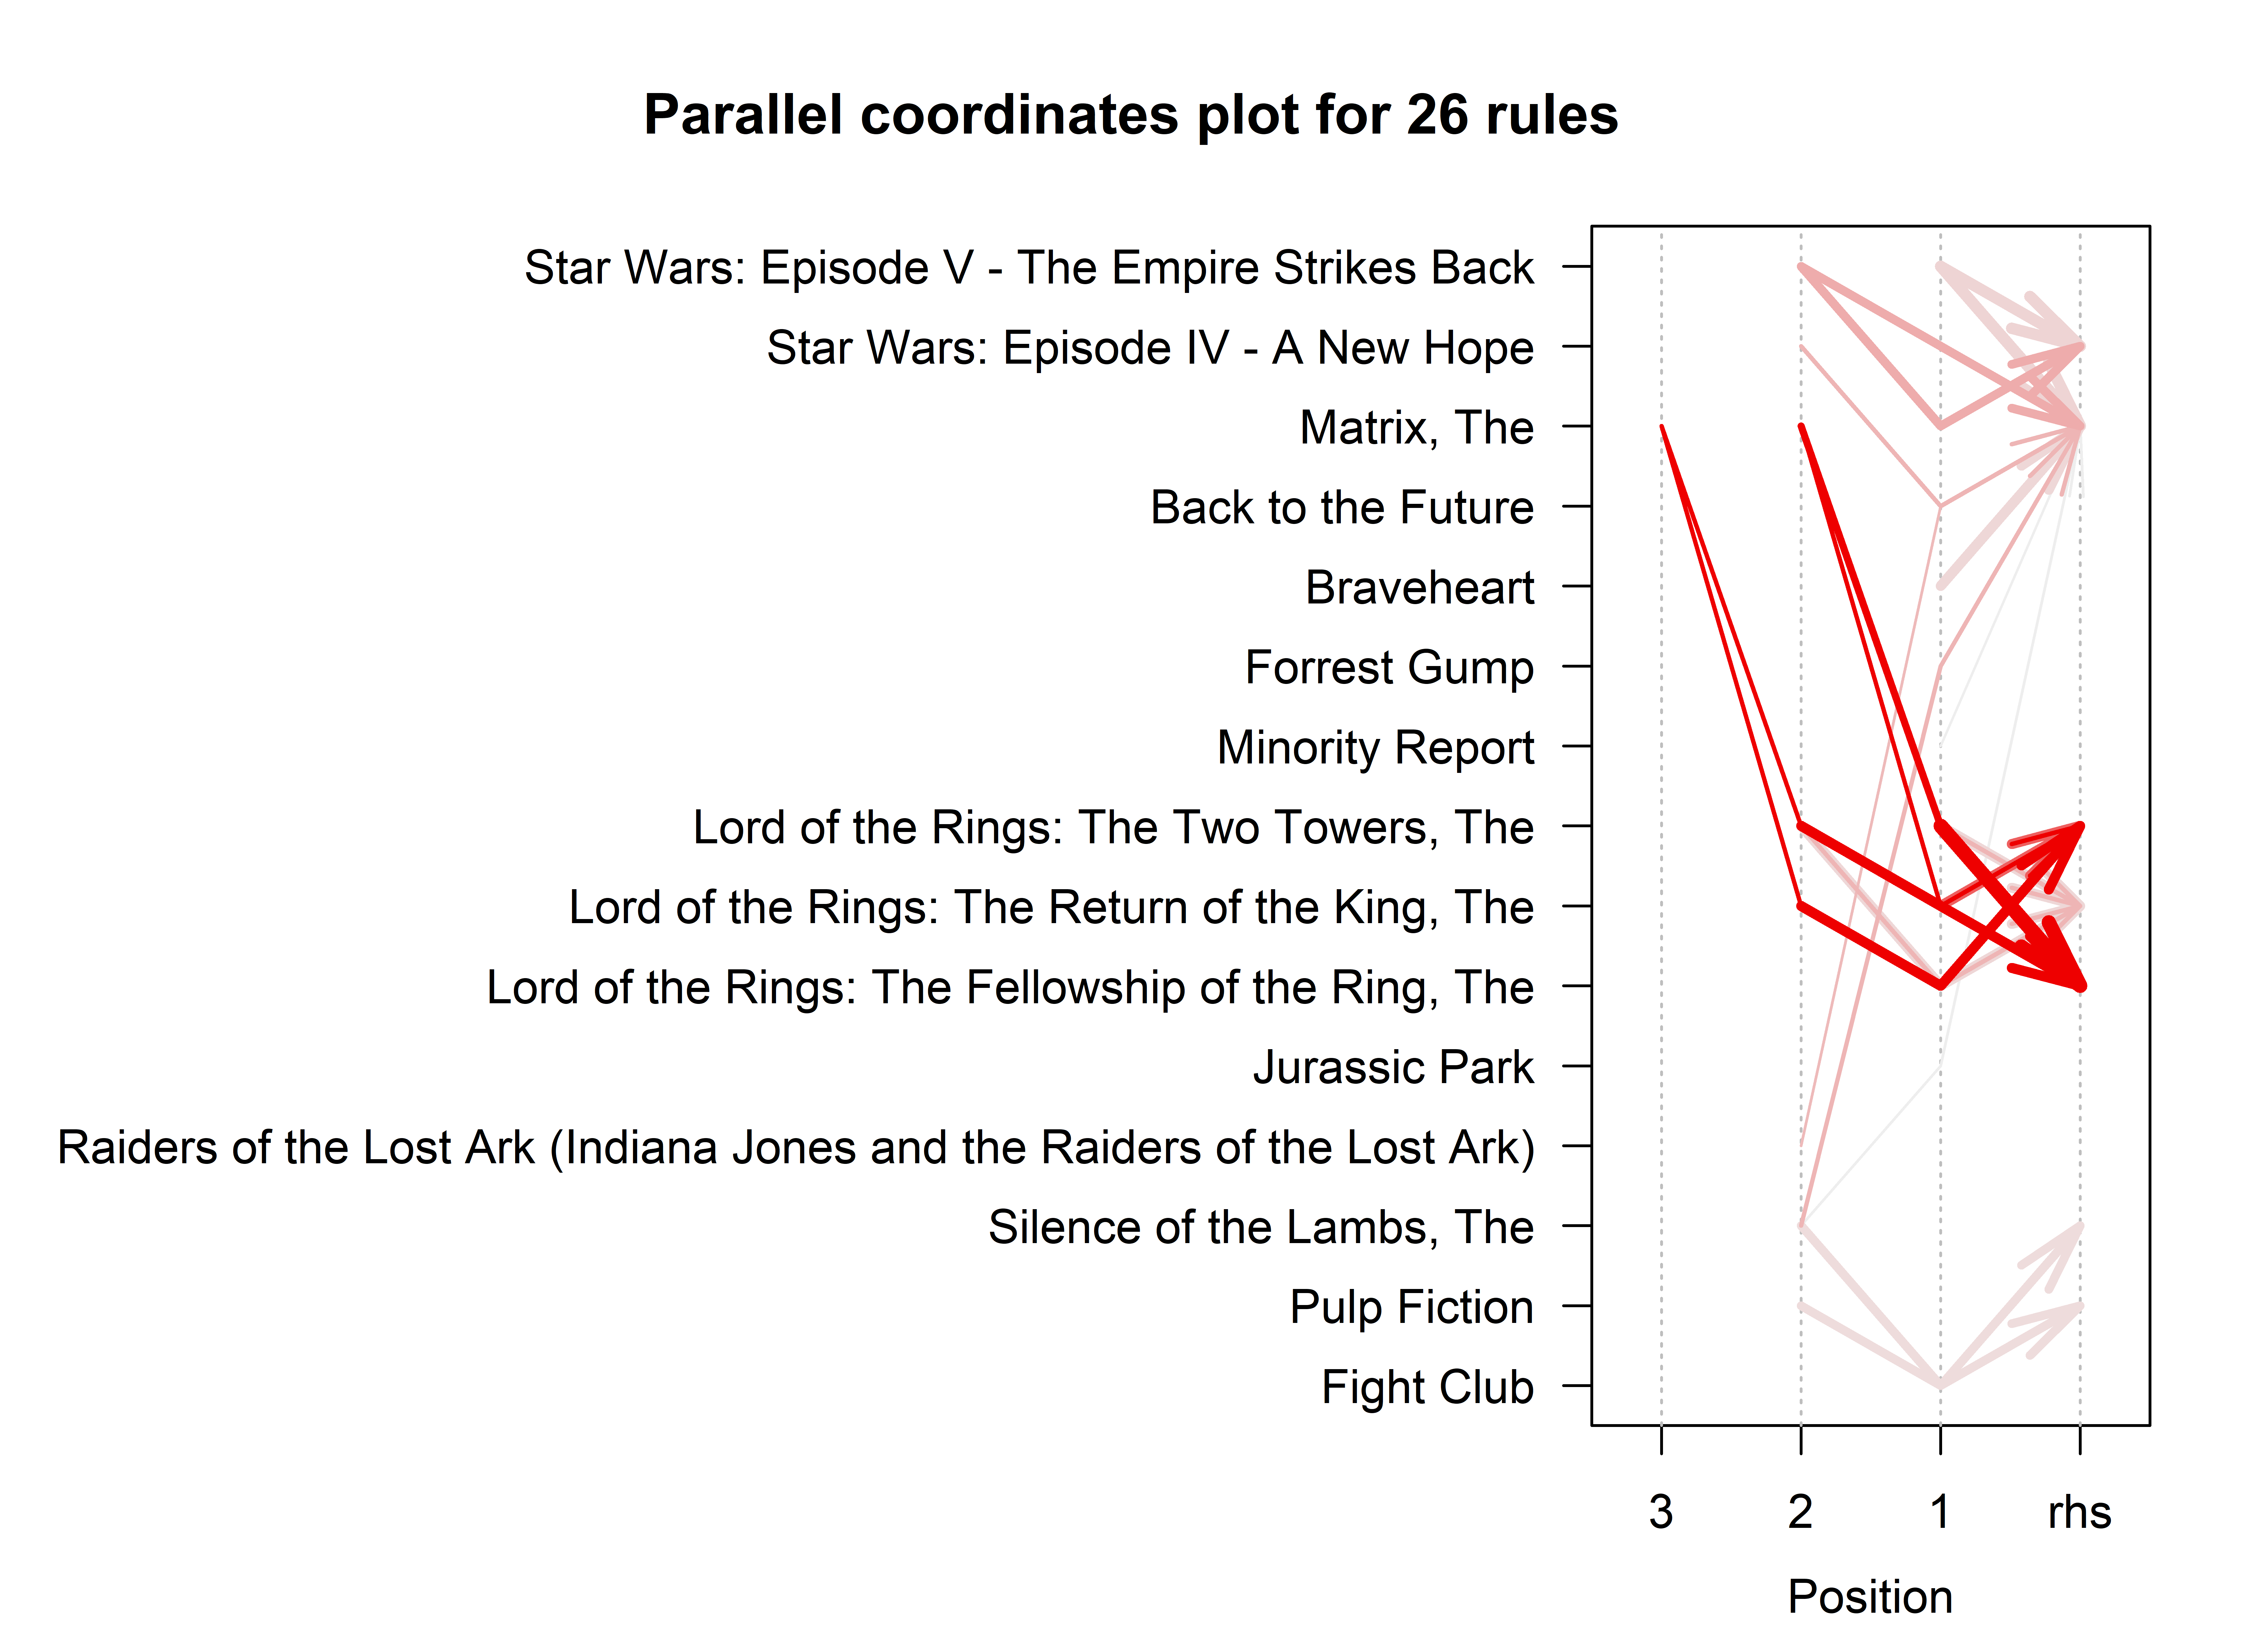 Parallel coordinates plot for 26 rules
Star Wars: Episode V - The Empire Strikes Back
Star Wars: Episode IV - A New Hope
Matrix, The
Back to the Future
Braveheart
Forrest Gump
Minority Report
Lord of the Rings: The Two Towers, The
Lord of the Rings: The Return of the King, The
Lord of the Rings: The Fellowship of the Ring, The
Jurassic Park
Raiders of the Lost Ark (Indiana Jones and the Raiders of the Lost Ark)
Silence of the Lambs, The
Pulp Fiction
Fight Club
3 2 1 rhs
Position